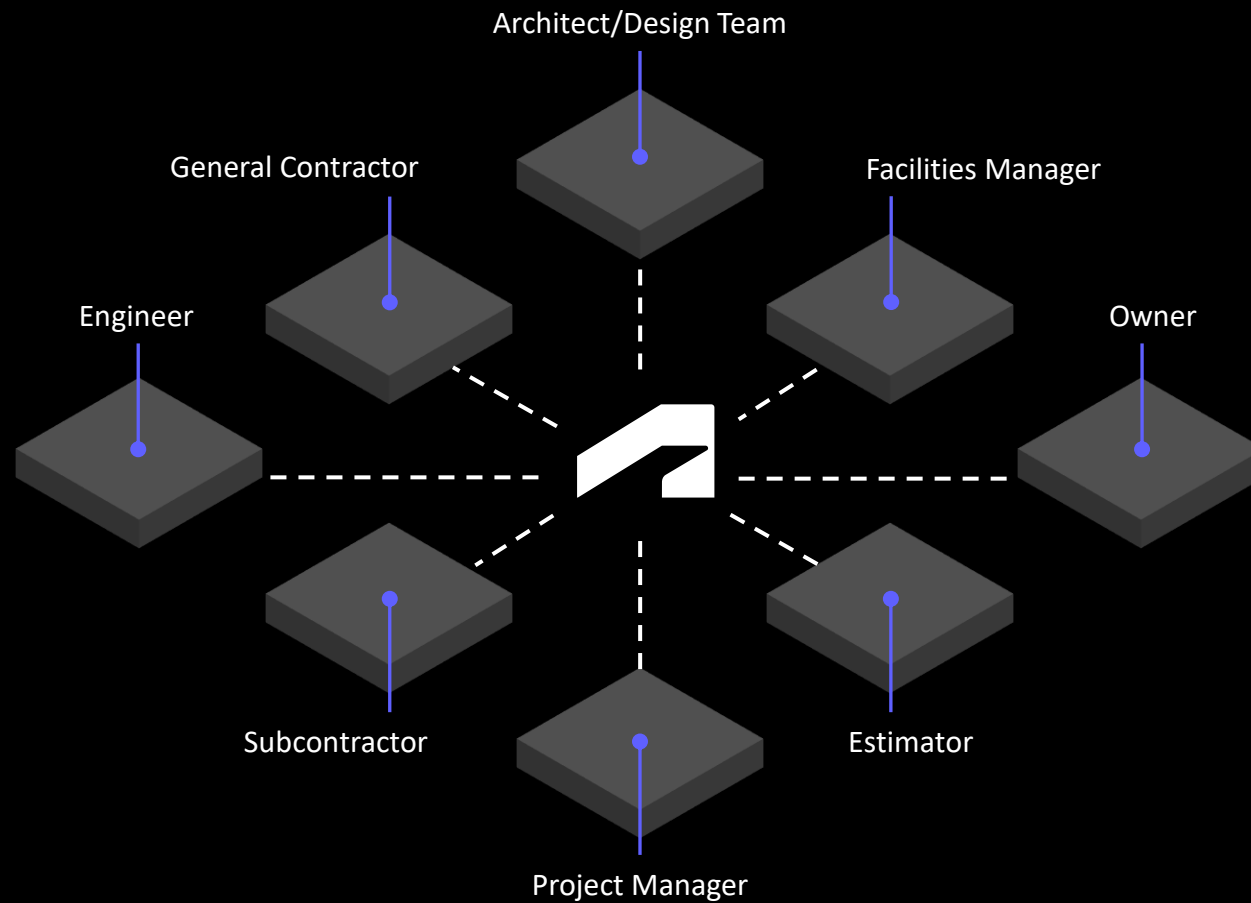 Architect/Design Team
General Contractor
Facilities Manager
Engineer
Owner
Subcontractor
Estimator
Project Manager